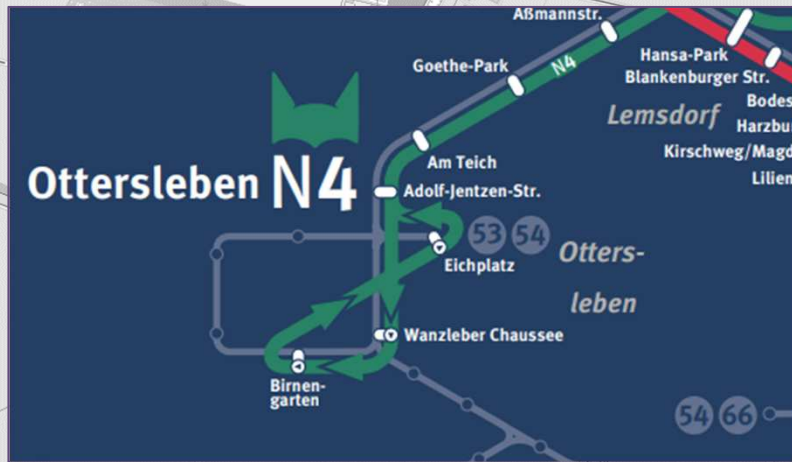 Aßmannstr.
Hansa-Park
Blankenburger Str.
Goethe-Park
N4
Lemsdorf
Bodes
Harzbur
Kirschweg/Magd
Lilien
Am Teich
Ottersleben N4
Adolf-Jentzen-Str.
53 54
Otters-
leben
Eichplatz
Wanzleber Chaussee
Birnen-
garten
54 66